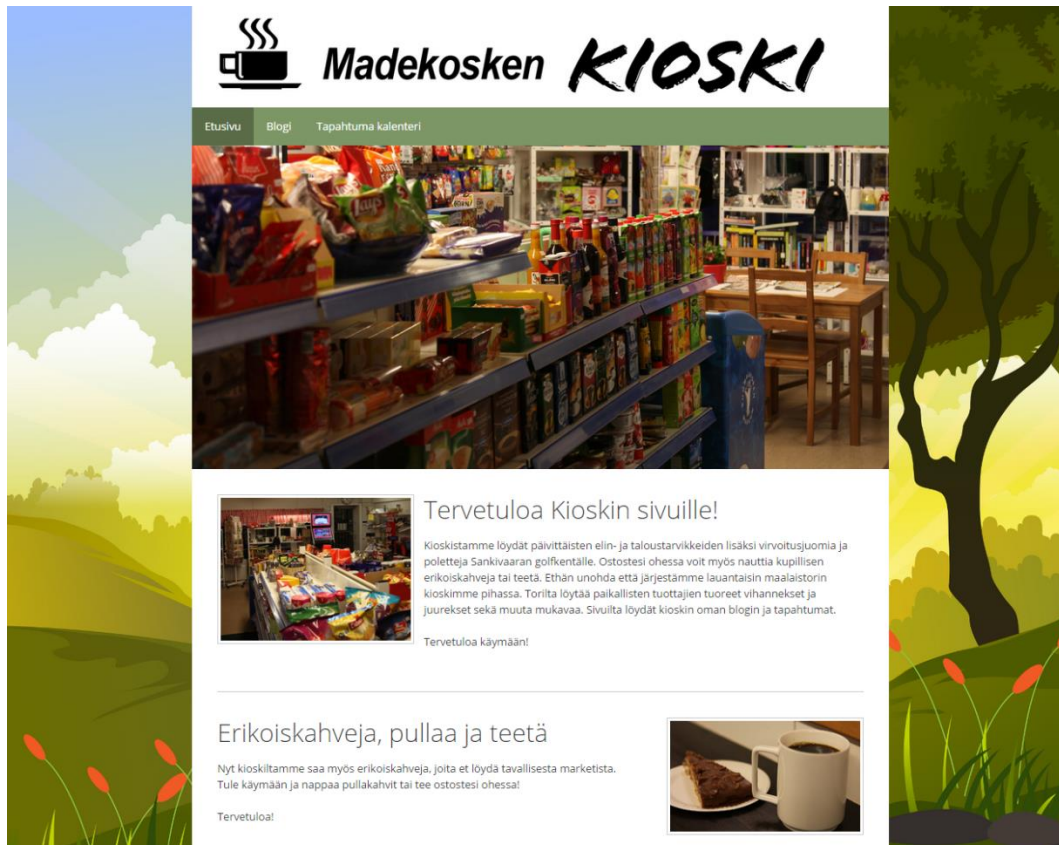 Madekosken KIOSKI
Etusivu Blogi Tapahtuma kalenteri
Lays
Tervetuloa Kioskin sivuille!
Kioskistamme löydät päivittäisten elin- ja taloustarvikkeiden lisäksi virvoitusjuomia ja
poletteja Sankivaaran golfkentälle. Ostostesi ohessa voit myös nauttia kupillisen
erikoiskahveja tai teetä. Ethän unohda että järjestämme lauantaisin maalaistorin
kioskimme pihassa. Torilta löytää paikallisten tuottajien tuoreet vihannekset ja
juurekset sekä muuta mukavaa. Sivuilta löydät kioskin oman blogin ja tapahtumat.
Tervetuloa käymään!
Erikoiskahveja, pullaa ja teetä
Nyt kioskiltamme saa myös erikoiskahveja, joita et löydä tavallisesta marketista.
Tule käymään ja nappaa pullakahvit tai tee ostostesi ohessa!
Tervetuloa!